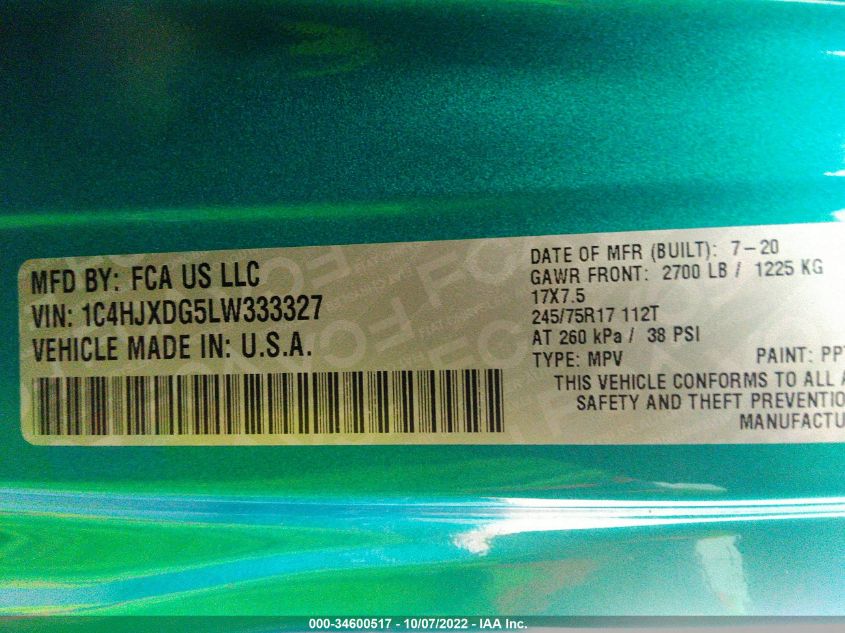 MFD BY: FCA US LLC
VIN: 1C4HJXDG5LW333327
VEHICLE MADE IN: U.S.A.
DATE OF MFR (BUILT): 7-20
GAWR FRONT: 2700 LB / 1225 KG
17X7.5
245/75R17 112T
AT 260 kPa / 38 PSI
TYPE: MPV PAINT: PP
THIS VEHICLE CONFORMS TO ALL A
SAFETY AND THEFT PREVENTIO
MANUFACTU
000-34600517 - 10/07/2022 - IAA Inc.